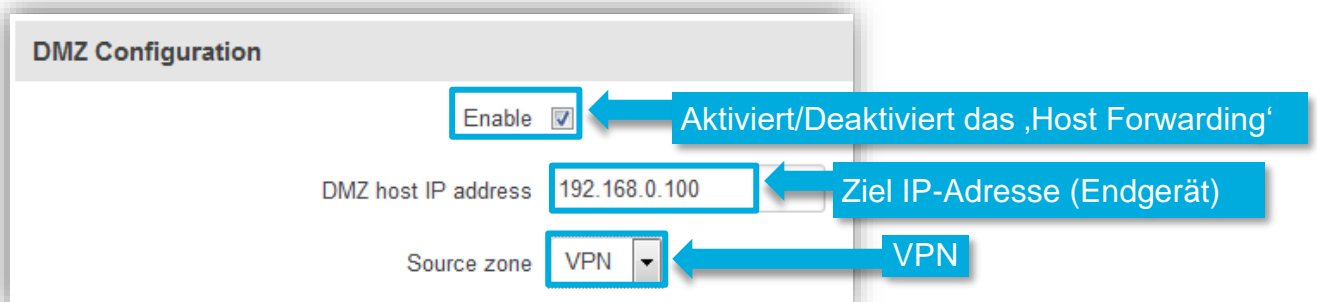 DMZ Configuration
Enable
Aktiviert/Deaktiviert das ‚Host Forwarding‘
DMZ host IP address 192.168.0.100
Ziel IP-Adresse (Endgerät)
Source zone VPN
VPN